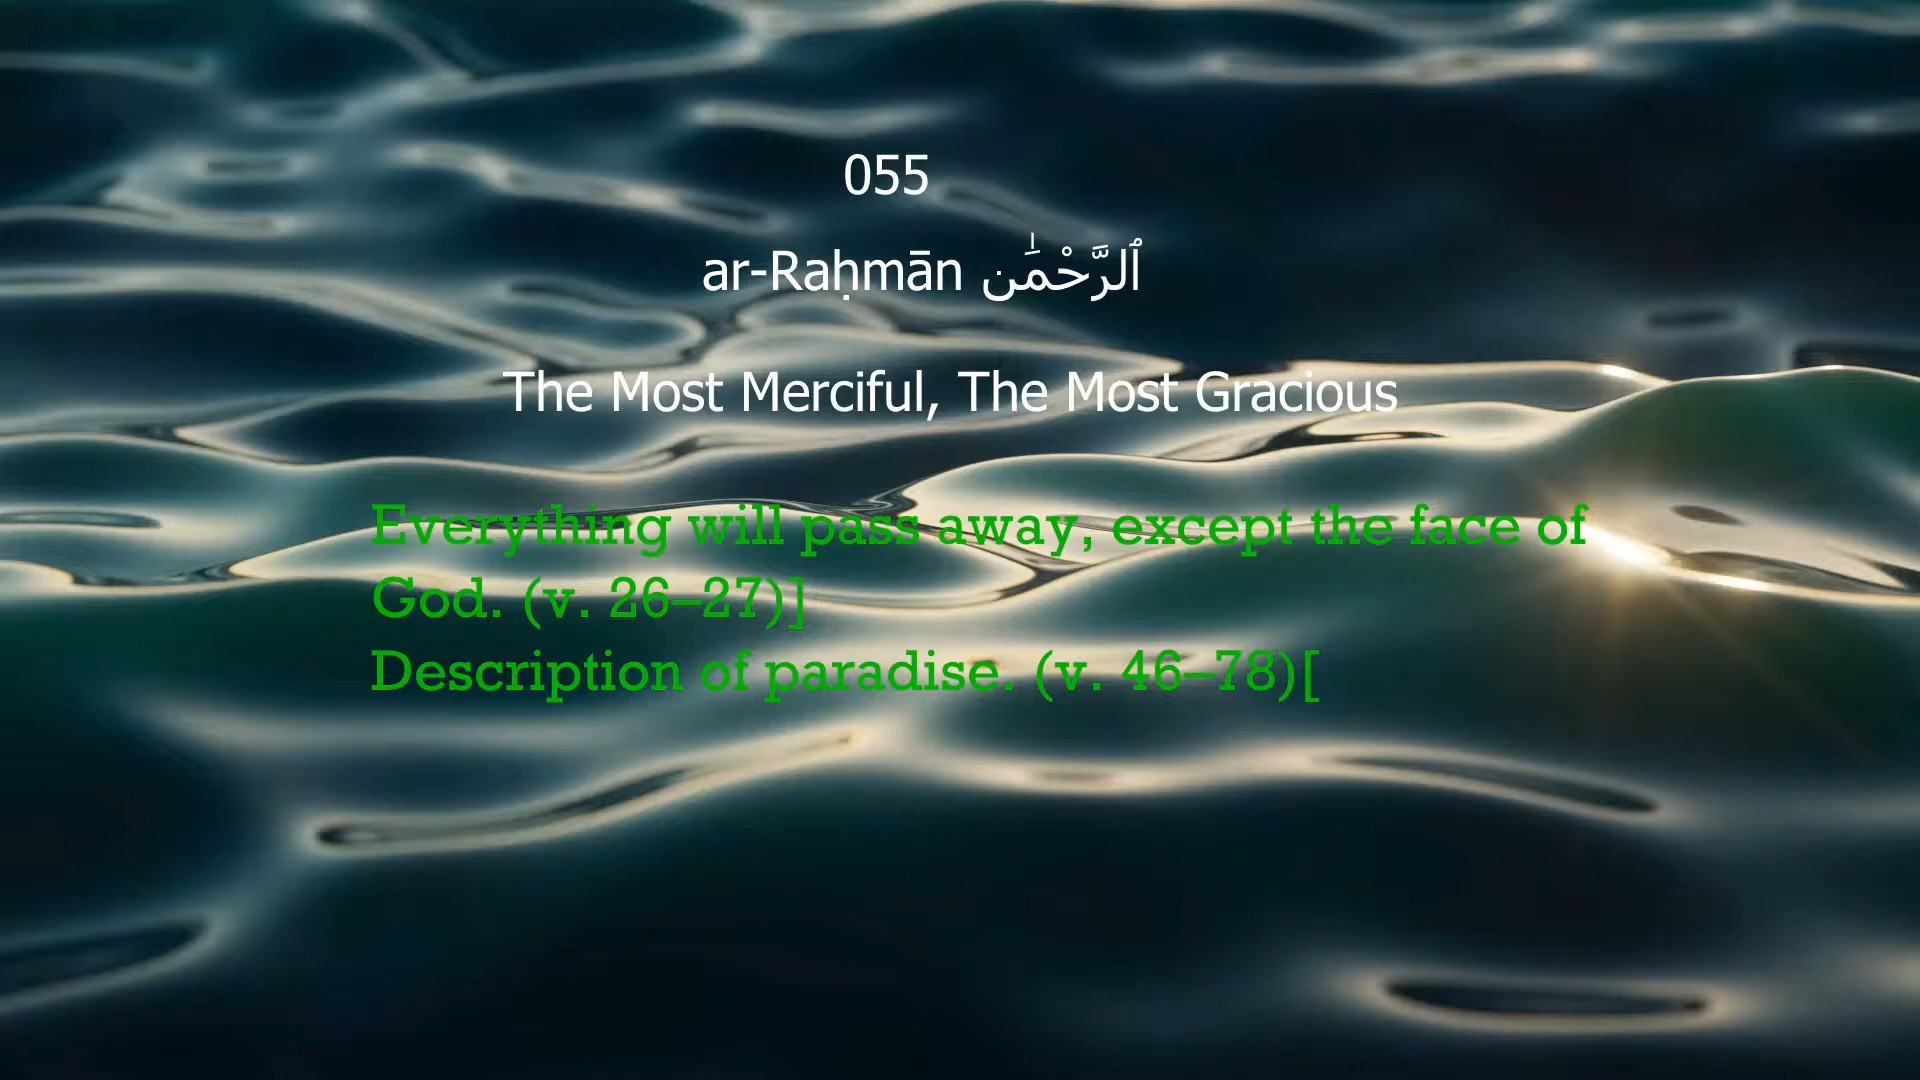 055
ar-Raḥmān ٱلرَّحْمَٰن
The Most Merciful, The Most Gracious
Everything will pass away, except the face of
God. (v. 26–27)]
Description of paradise. (v. 46–78)[